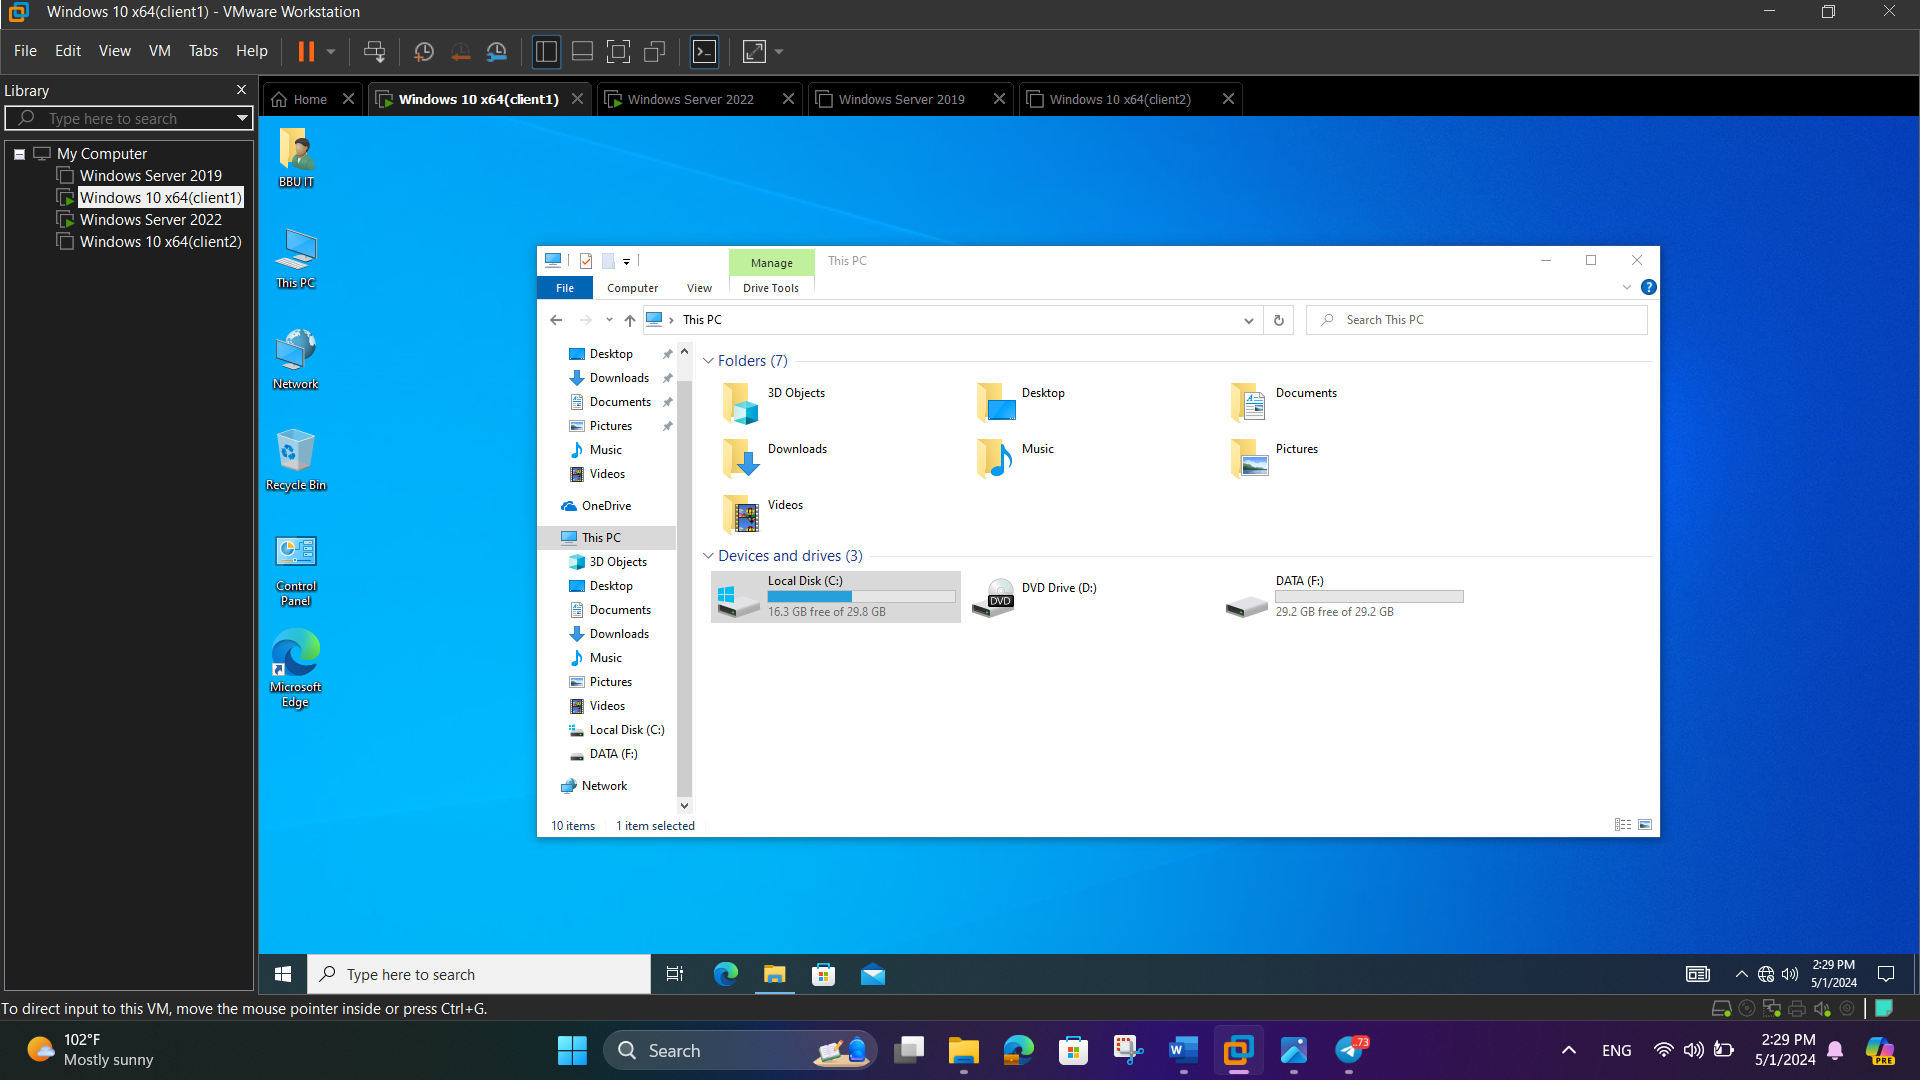 Windows 10 x64(client1) - VMware Workstation
File Edit View VM Tabs Help
Library
Home
Windows 10 x64(client1)
Windows Server 2022
Windows Server 2019
Windows 10 x64(client2)
Type here to search
My Computer
Windows Server 2019
Windows 10 x64(client1)
Windows Server 2022
Windows 10 x64(client2)
BBU IT
This PC
Network
Recycle Bin
Control
Panel
Microsoft
Edge
Manage
This PC
File
Computer
View
Drive Tools
This PC
Search This PC
Desktop
Downloads
Documents
Pictures
Music
Videos
OneDrive
This PC
3D Objects
Desktop
Documents
Downloads
Music
Pictures
Videos
Local Disk (C:)
DATA (F:)
Network
Folders (7)
3D Objects
Desktop
Documents
Downloads
Music
Pictures
Videos
Devices and drives (3)
Local Disk (C:)
16.3 GB free of 29.8 GB
DVD
DVD Drive (D:)
DATA (F:)
29.2 GB free of 29.2 GB
10 items
1 item selected
Type here to search
2:29 PM
5/1/2024
To direct input to this VM, move the mouse pointer inside or press Ctrl+G.
102°F
Mostly sunny
Search
73
ENG
2:29 PM
5/1/2024
PRE